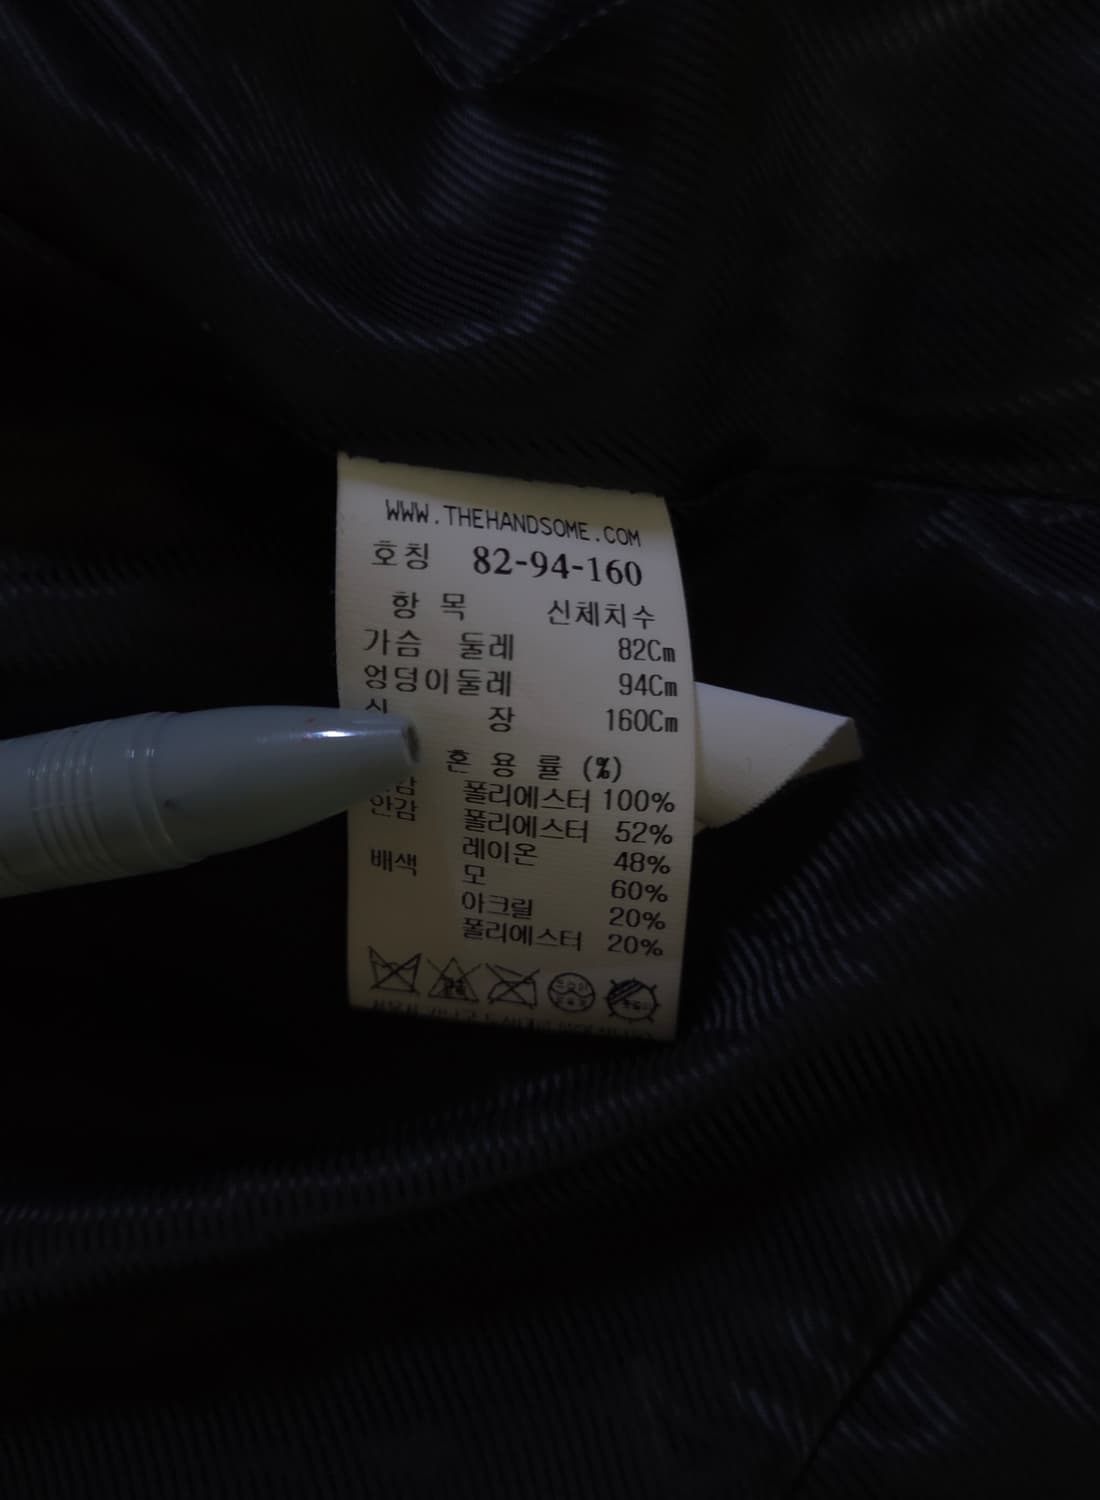 WWW.THEHANDSOME.COM
호칭 82-94-160
항 목 신체치수
가슴 둘레 82Cm
엉덩이둘레 94Cm
신 장 160Cm
혼 용 률 (%)
폴리에스터 100%
안감 폴리에스터 52%
레이온 48%
배색 모 60%
아크릴 20%
폴리에스터 20%